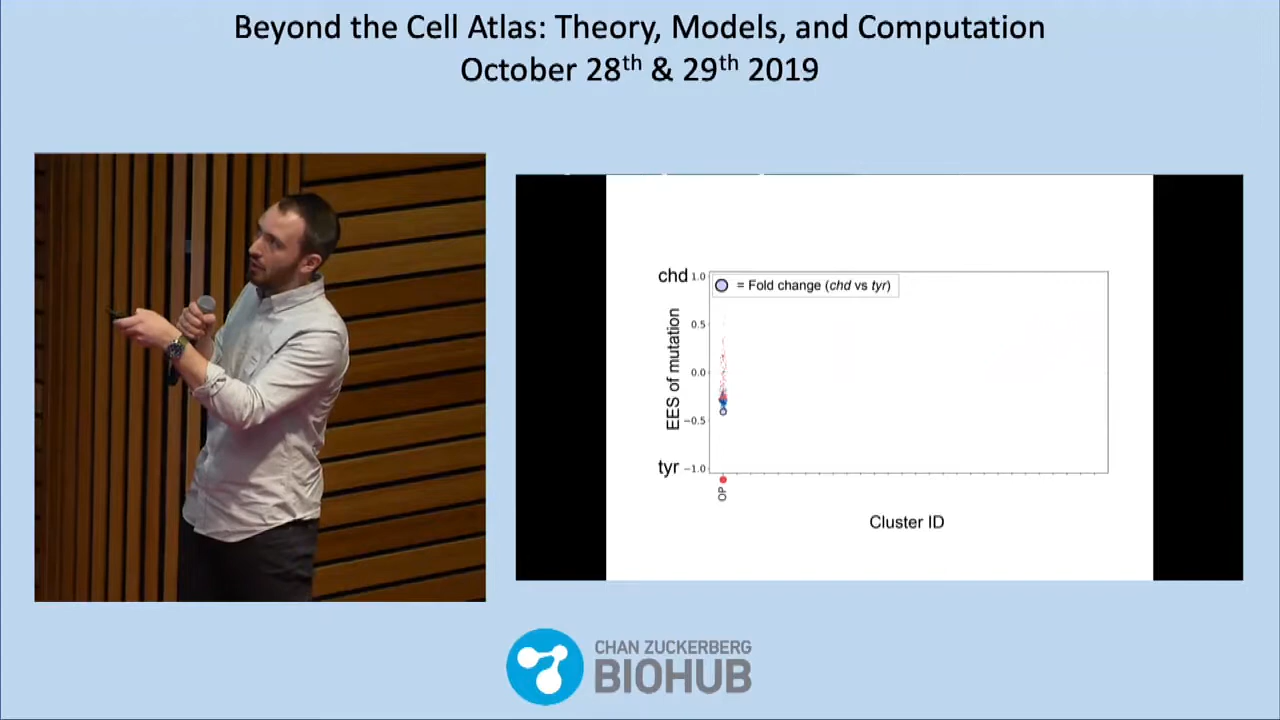 Beyond the Cell Atlas: Theory, Models, and Computation
October 28th & 29th 2019
chd
1.0
= Fold change (chd vs tyr)
0.5
0.0
−0.5
tyr
−1.0
EES of mutation
OP
Cluster ID
CHAN ZUCKERBERG
BIOHUB